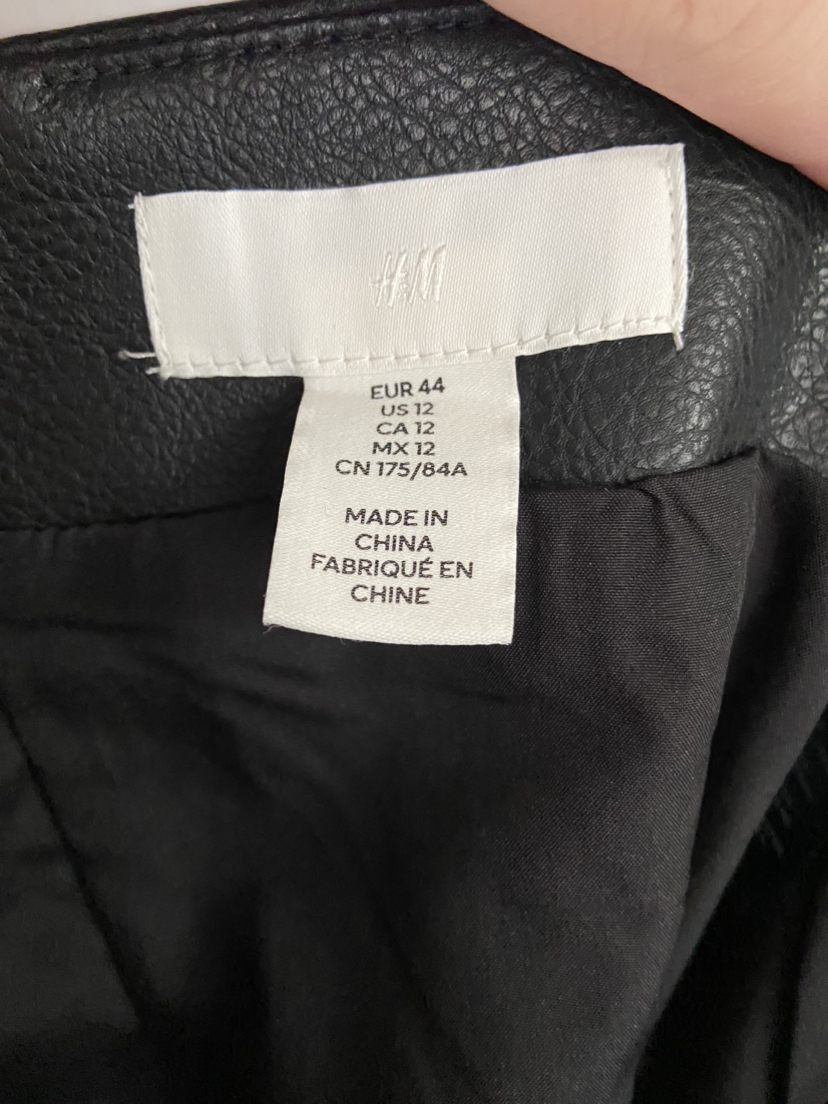 H&M
EUR 44
US 12
CA 12
MX 12
CN 175/84A
MADE IN
CHINA
FABRIQUÉ EN
CHINE